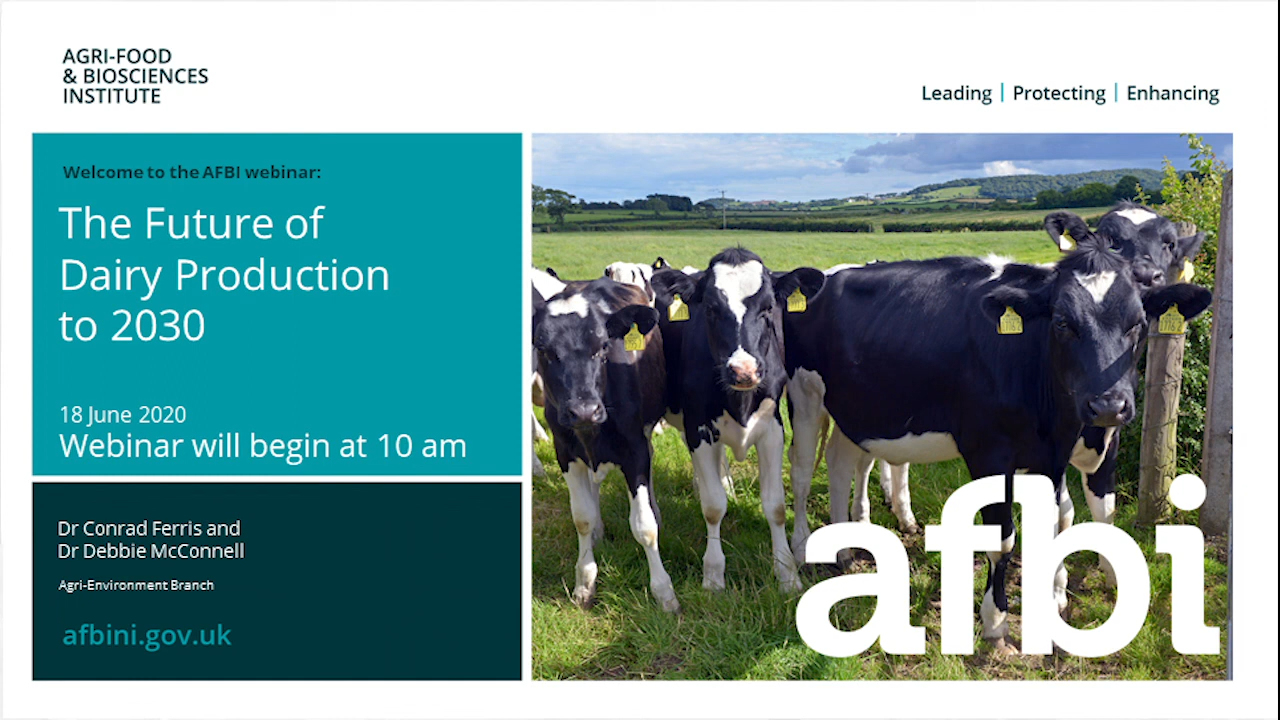 AGRI-FOOD
& BIOSCIENCES
INSTITUTE
Leading | Protecting | Enhancing
Welcome to the AFBI webinar:
The Future of
Dairy Production
to 2030
18 June 2020
Webinar will begin at 10 am
Dr Conrad Ferris and
Dr Debbie McConnell
Agri-Environment Branch
afbini.gov.uk
afbi